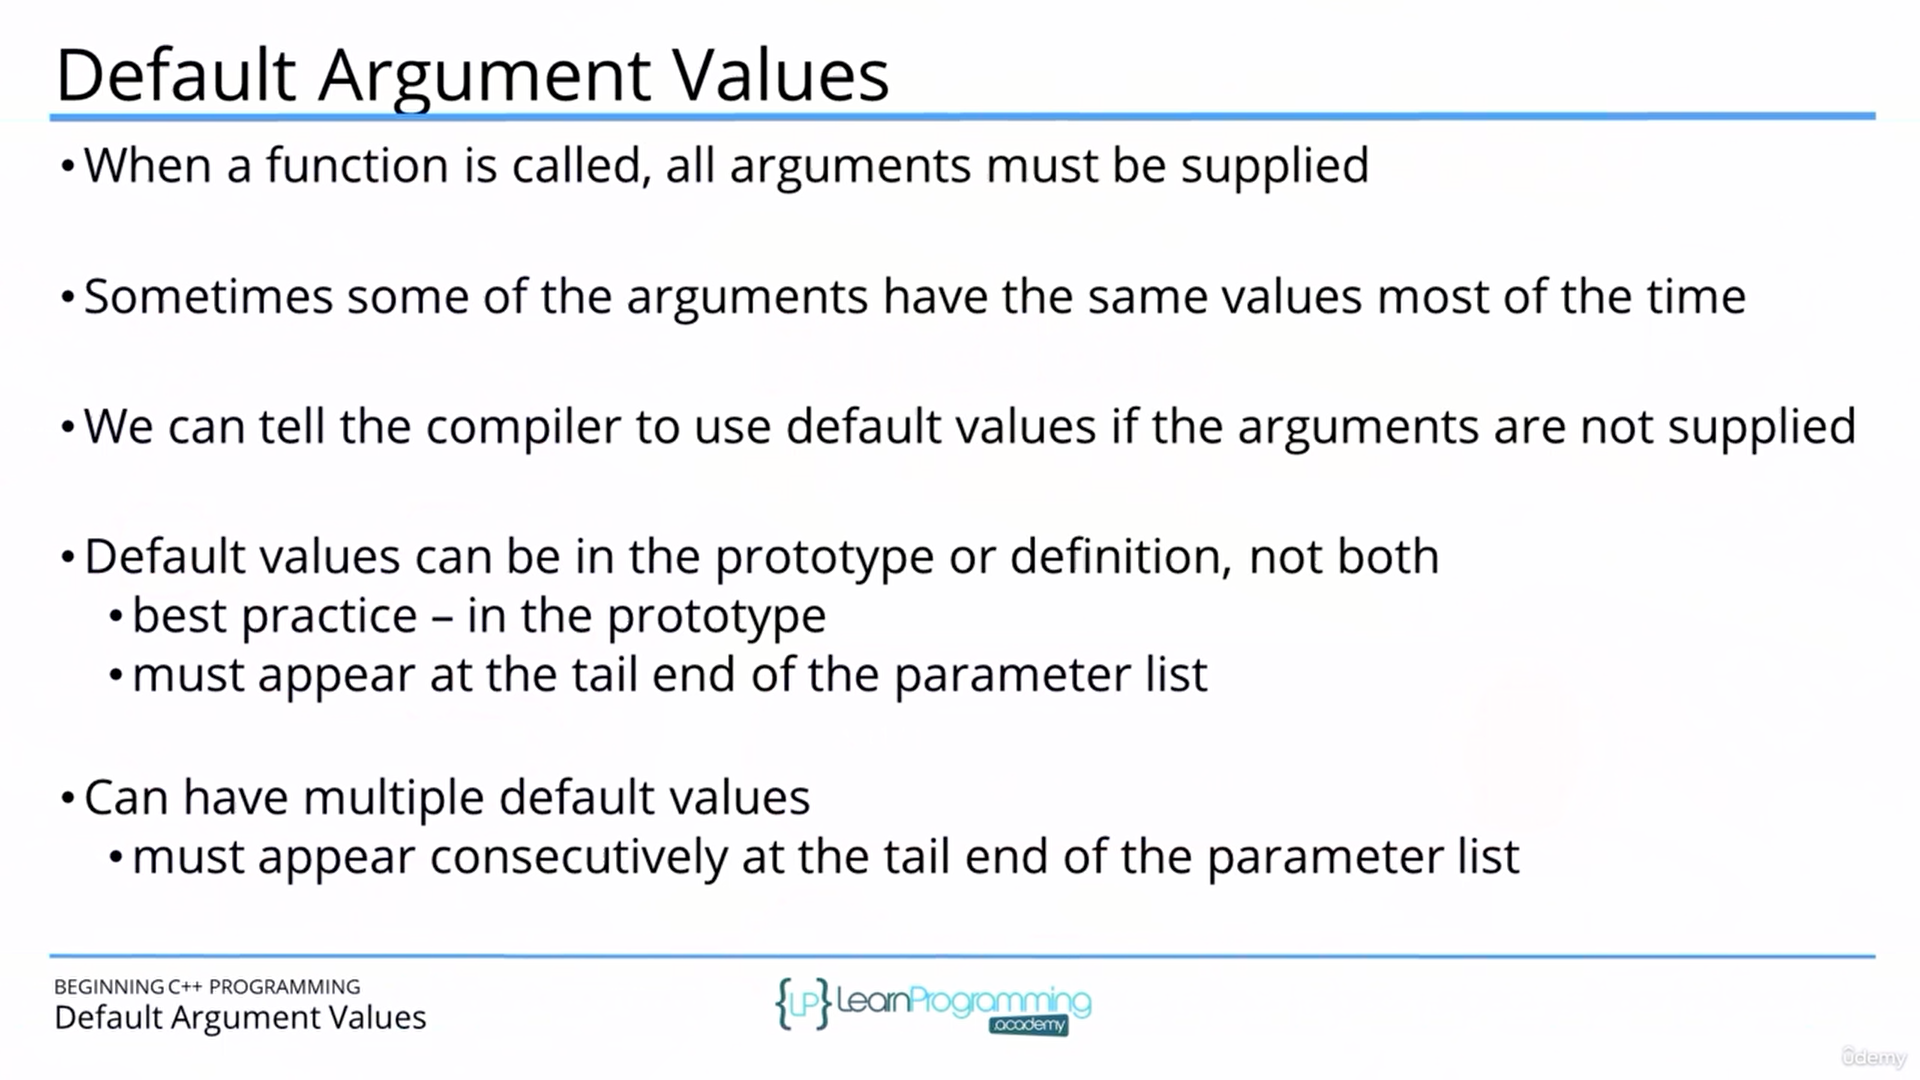 Default Argument Values
• When a function is called, all arguments must be supplied
• Sometimes some of the arguments have the same values most of the time
• We can tell the compiler to use default values if the arguments are not supplied
• Default values can be in the prototype or definition, not both
• best practice – in the prototype
• must appear at the tail end of the parameter list
• Can have multiple default values
• must appear consecutively at the tail end of the parameter list
BEGINNING C++ PROGRAMMING
Default Argument Values
{LP} LearnProgramming
.academy
ûdemy